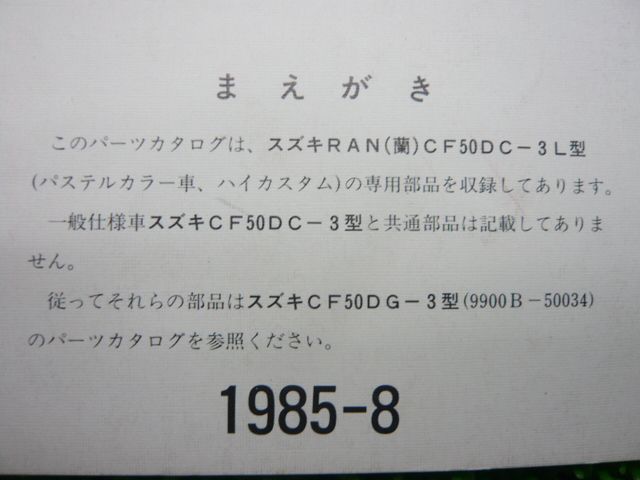 まえがき
このパーツカタログは、スズキRAN(蘭)CF50DC-3L型
(パステルカラー車、ハイカスタム)の専用部品を収録してあります。
一般仕様車スズキCF50DC-3型と共通部品は記載してありま
せん。
従ってそれらの部品はスズキCF50DG-3型(9900B-50034)
のパーツカタログを参照ください。
1985-8